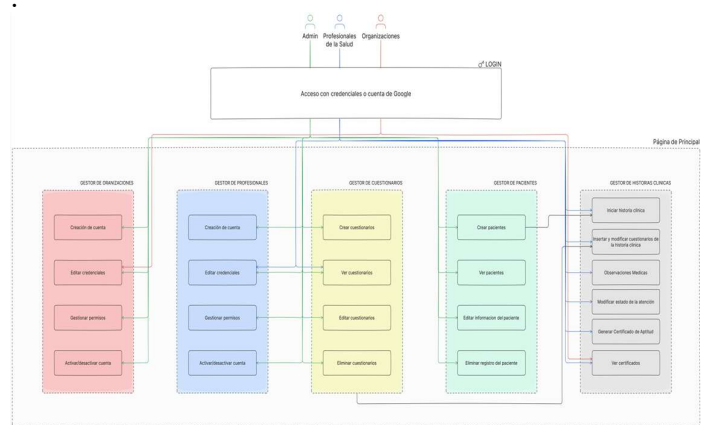 Admin
Profesionales
de la Salud
Organizaciones
LOGIN
Acceso con credenciales o cuenta de Google
Página de Principal
GESTOR DE ORANIZACIONES
Creación de cuenta
Editar credenciales
Gestionar permisos
Activar/desactivar cuenta
GESTOR DE PROFESIONALES
Creación de cuenta
Editar credenciales
Gestionar permisos
Activar/desactivar cuenta
GESTOR DE CUESTIONARIOS
Crear cuestionarios
Ver cuestionarios
Editar cuestionarios
Eliminar cuestionarios
GESTOR DE PACIENTES
Crear pacientes
Ver pacientes
Editar informacion del paciente
Eliminar registro del paciente
GESTOR DE HISTORIAS CLINICAS
Iniciar historia clínica
Insertar y modificar cuestionarios de
la historia clínica
Observaciones Medicas
Modificar estado de la atención
Generar Certificado de Aptitud
Ver certificados